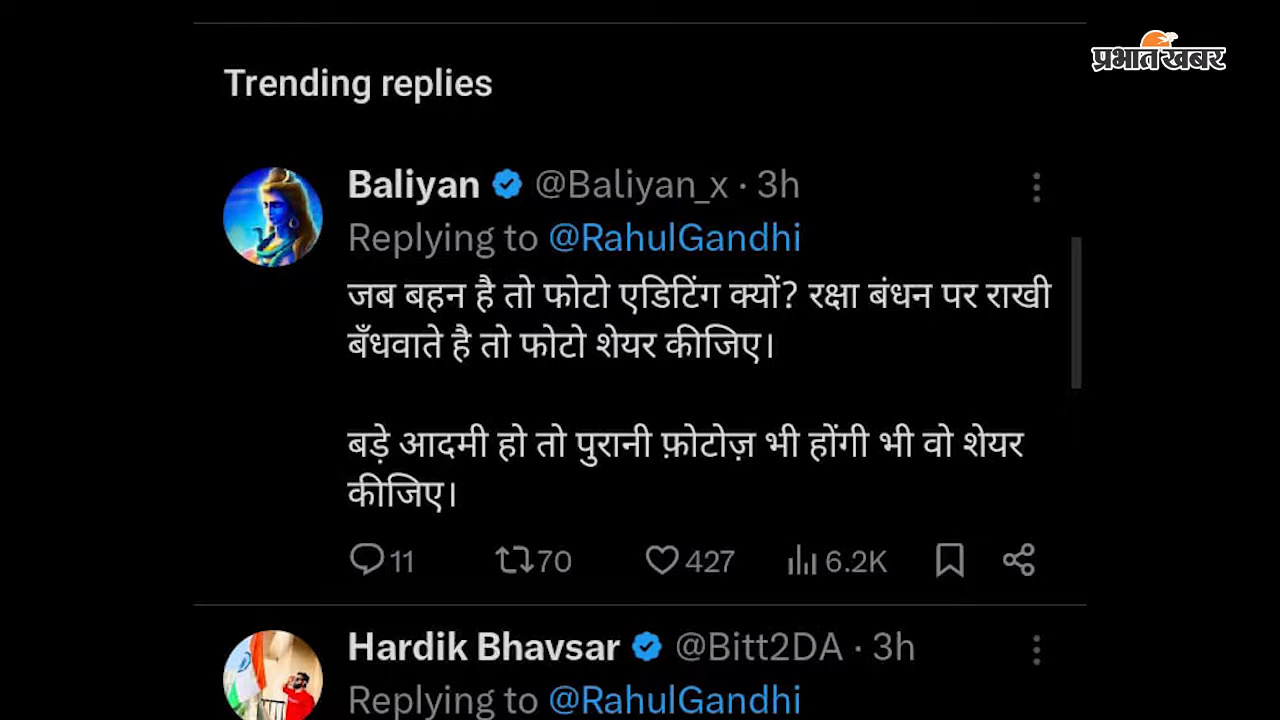 प्रभात खबर
Trending replies
Baliyan @Baliyan_x · 3h
Replying to @RahulGandhi
जब बहन है तो फोटो एडिटिंग क्यों? रक्षा बंधन पर राखी
बँधवाते है तो फोटो शेयर कीजिए।
बड़े आदमी हो तो पुरानी फ़ोटोज़ भी होंगी भी वो शेयर
कीजिए।
11 70 427 6.2K
Hardik Bhavsar @Bitt2DA · 3h
Replying to @RahulGandhi